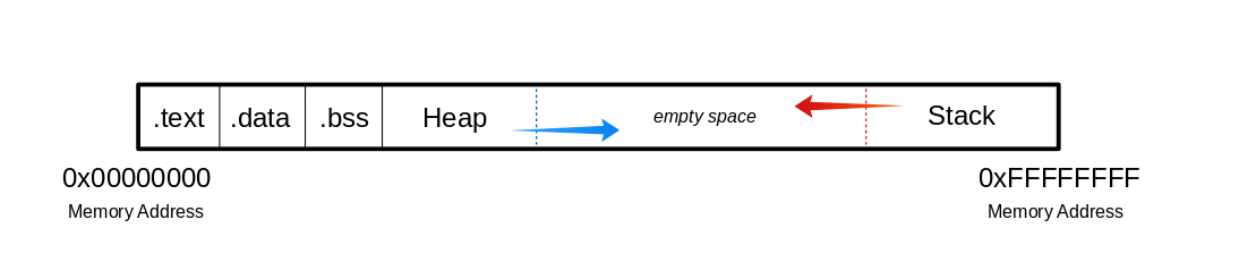 .text .data .bss Heap empty space Stack
0x00000000 0xFFFFFFFF
Memory Address Memory Address